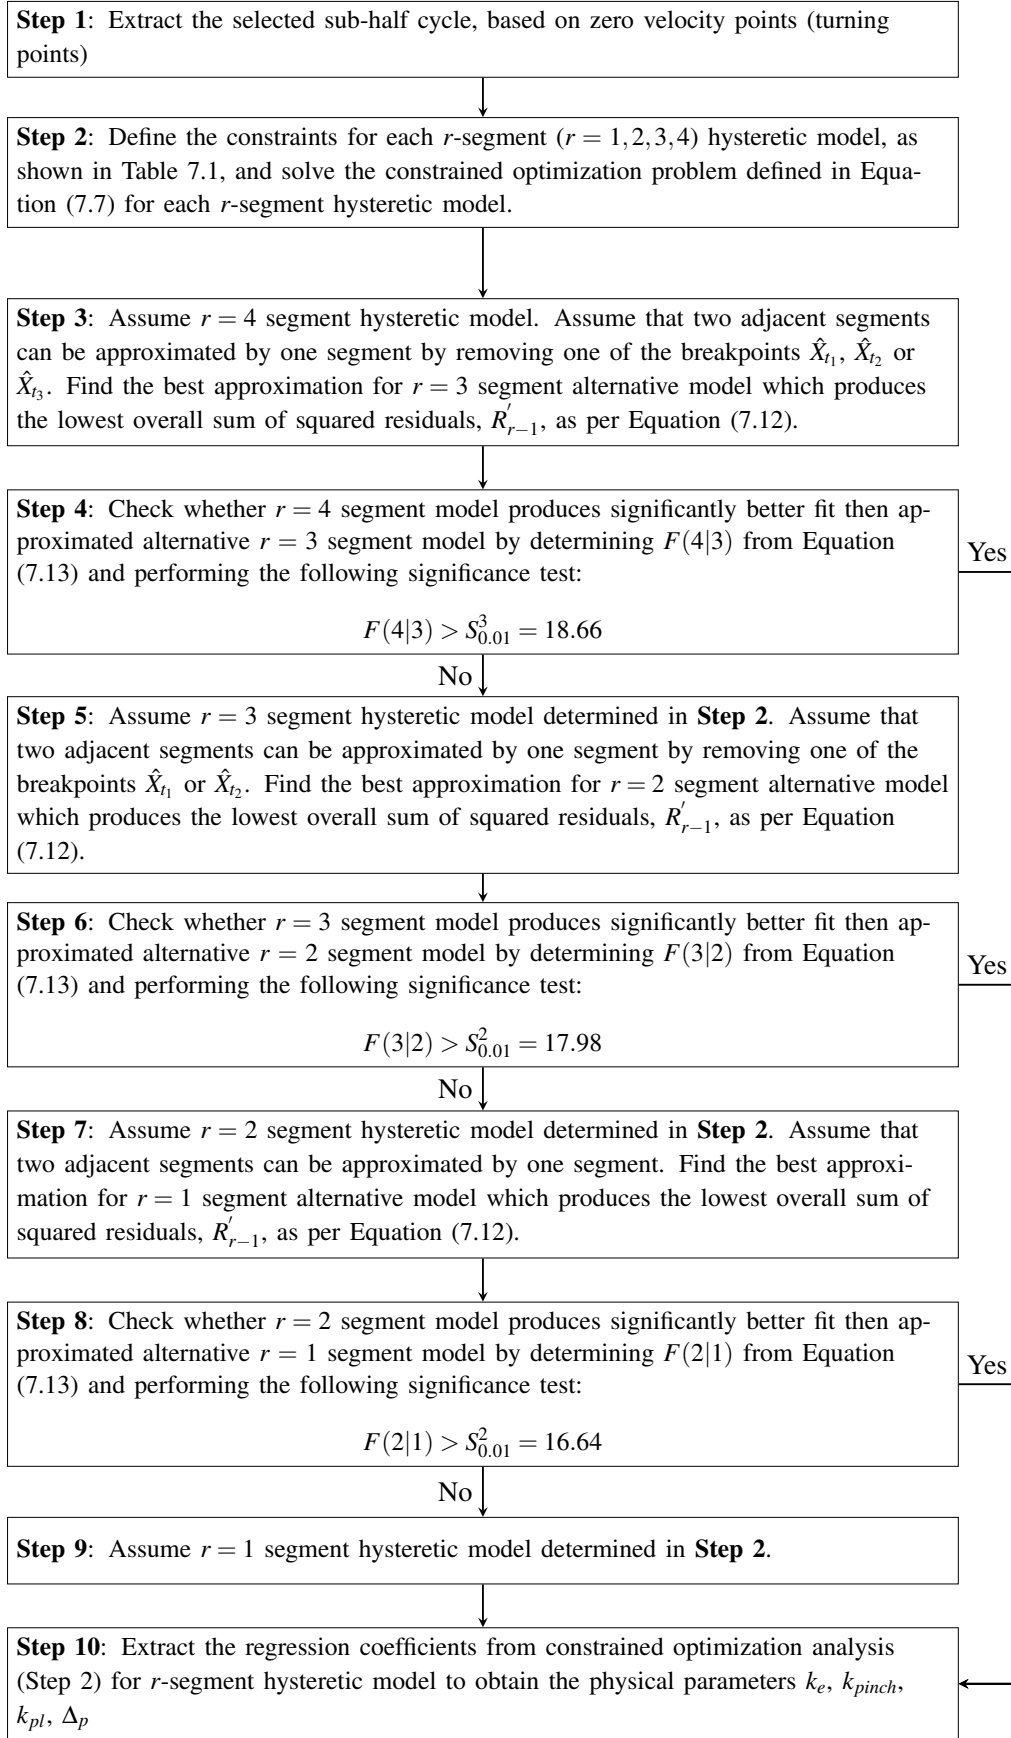 Step 1: Extract the selected sub-half cycle, based on zero velocity points (turning
points)
Step 2: Define the constraints for each r-segment (r = 1,2,3,4) hysteretic model, as
shown in Table 7.1, and solve the constrained optimization problem defined in Equa-
tion (7.7) for each r-segment hysteretic model.
Step 3: Assume r = 4 segment hysteretic model. Assume that two adjacent segments
can be approximated by one segment by removing one of the breakpoints X̂_{t_1}, X̂_{t_2} or
X̂_{t_3}. Find the best approximation for r = 3 segment alternative model which produces
the lowest overall sum of squared residuals, R'_{r−1}, as per Equation (7.12).
Step 4: Check whether r = 4 segment model produces significantly better fit then ap-
proximated alternative r = 3 segment model by determining F(4|3) from Equation
(7.13) and performing the following significance test:
F(4|3) > S^3_{0.01} = 18.66
Yes
No
Step 5: Assume r = 3 segment hysteretic model determined in Step 2. Assume that
two adjacent segments can be approximated by one segment by removing one of the
breakpoints X̂_{t_1} or X̂_{t_2}. Find the best approximation for r = 2 segment alternative model
which produces the lowest overall sum of squared residuals, R'_{r−1}, as per Equation
(7.12).
Step 6: Check whether r = 3 segment model produces significantly better fit then ap-
proximated alternative r = 2 segment model by determining F(3|2) from Equation
(7.13) and performing the following significance test:
F(3|2) > S^2_{0.01} = 17.98
Yes
No
Step 7: Assume r = 2 segment hysteretic model determined in Step 2. Assume that
two adjacent segments can be approximated by one segment. Find the best approxi-
mation for r = 1 segment alternative model which produces the lowest overall sum of
squared residuals, R'_{r−1}, as per Equation (7.12).
Step 8: Check whether r = 2 segment model produces significantly better fit then ap-
proximated alternative r = 1 segment model by determining F(2|1) from Equation
(7.13) and performing the following significance test:
F(2|1) > S^2_{0.01} = 16.64
Yes
No
Step 9: Assume r = 1 segment hysteretic model determined in Step 2.
Step 10: Extract the regression coefficients from constrained optimization analysis
(Step 2) for r-segment hysteretic model to obtain the physical parameters k_e, k_{pinch},
k_{pl}, Δ_p